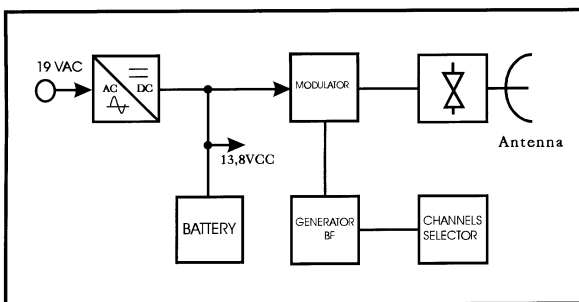 19 VAC
AC
DC
MODULATOR
Antenna
13,8VCC
BATTERY
GENERATOR
BF
CHANNELS
SELECTOR